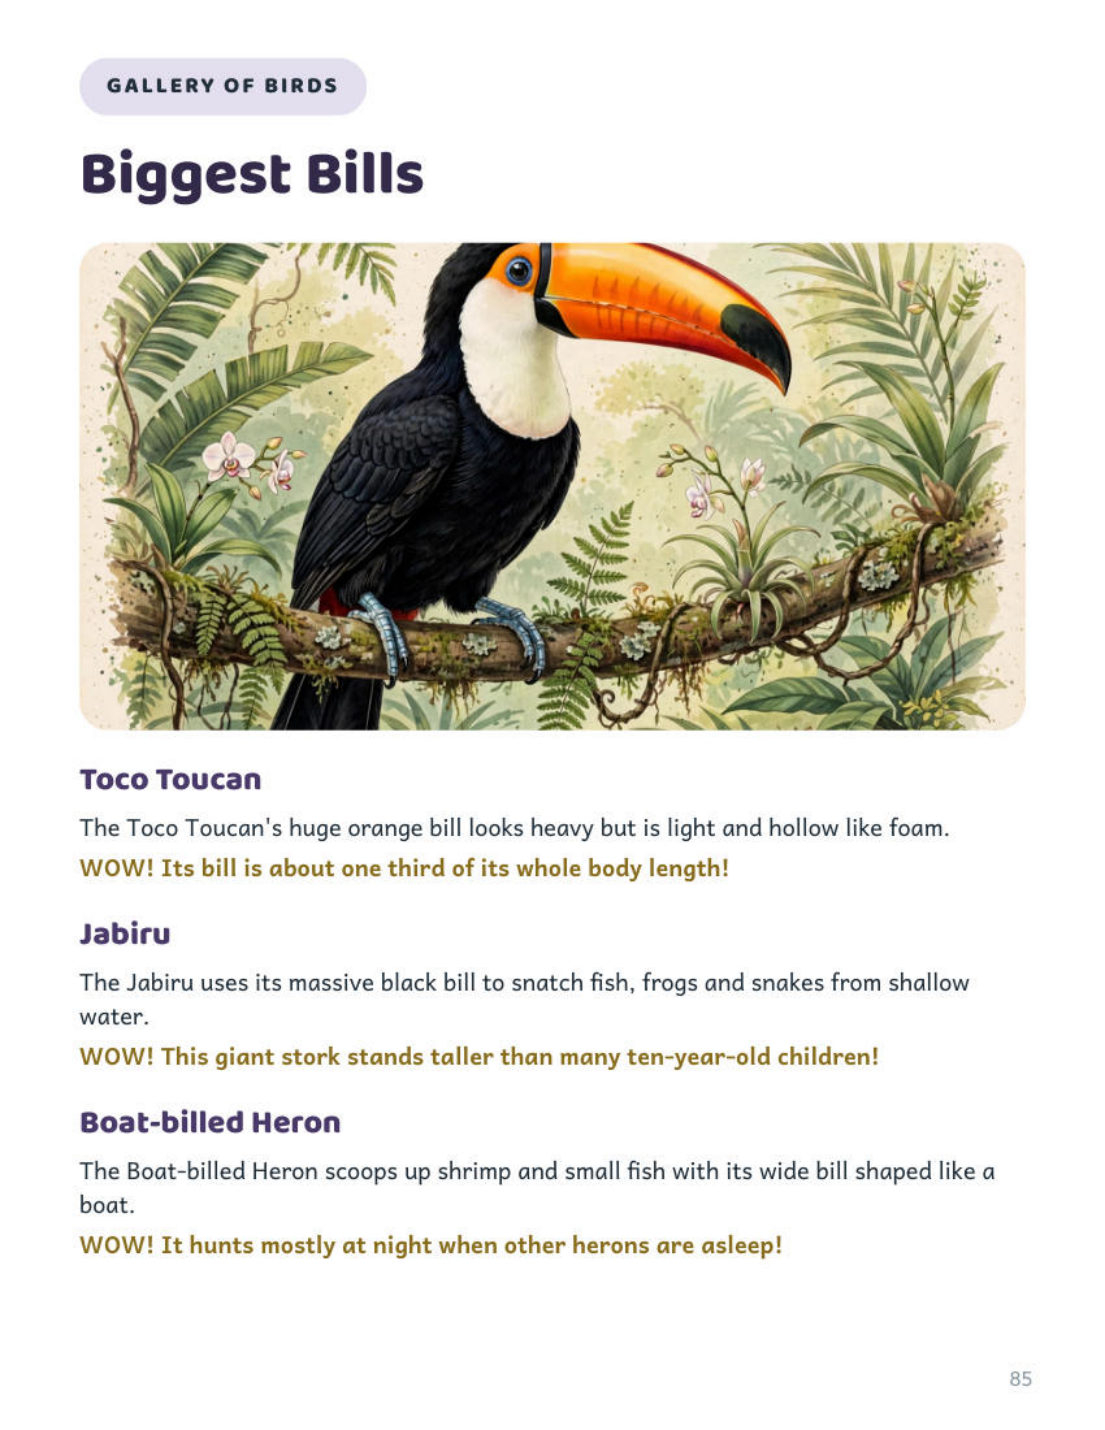 GALLERY OF BIRDS
Biggest Bills
Toco Toucan
The Toco Toucan's huge orange bill looks heavy but is light and hollow like foam.
WOW! Its bill is about one third of its whole body length!
Jabiru
The Jabiru uses its massive black bill to snatch fish, frogs and snakes from shallow
water.
WOW! This giant stork stands taller than many ten-year-old children!
Boat-billed Heron
The Boat-billed Heron scoops up shrimp and small fish with its wide bill shaped like a
boat.
WOW! It hunts mostly at night when other herons are asleep!
85